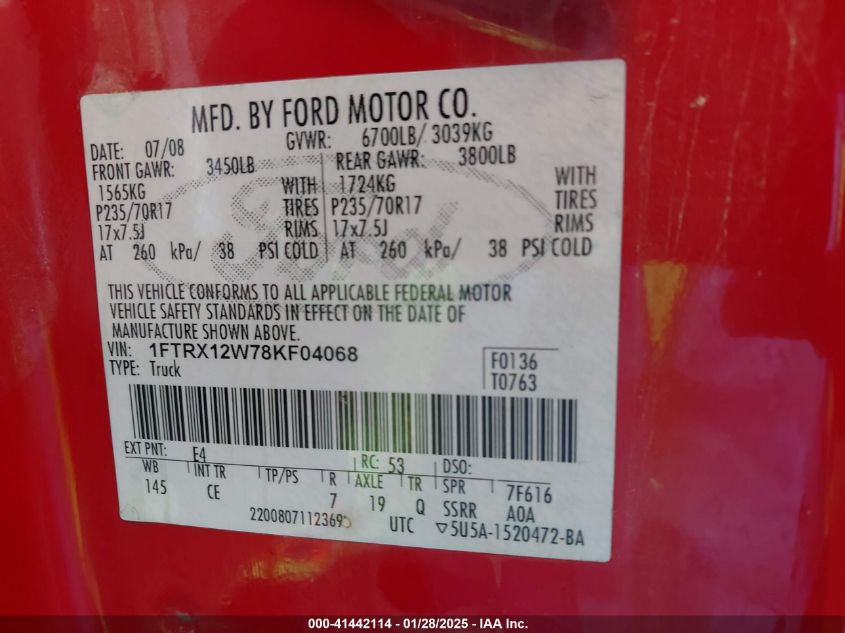 MFD. BY FORD MOTOR CO.
DATE: 07/08 GVWR: 6700LB/ 3039KG
FRONT GAWR: 3450LB REAR GAWR: 3800LB
1565KG WITH 1724KG WITH
P235/70R17 TIRES P235/70R17 TIRES
17x7.5J RIMS 17x7.5J RIMS
AT 260 kPa/ 38 PSI COLD AT 260 kPa/ 38 PSI COLD
Ford
THIS VEHICLE CONFORMS TO ALL APPLICABLE FEDERAL MOTOR
VEHICLE SAFETY STANDARDS IN EFFECT ON THE DATE OF
MANUFACTURE SHOWN ABOVE.
VIN: 1FTRX12W78KF04068
TYPE: Truck
F0136
T0763
EXT PNT: E4 RC: 53 DSO:
WB INT TR TP/PS R AXLE TR SPR 7F616
145 CE 7 19 Q SSRR A0A
2200807112369 UTC ▽5U5A-1520472-BA
000-41442114 — 01/28/2025 - IAA Inc.